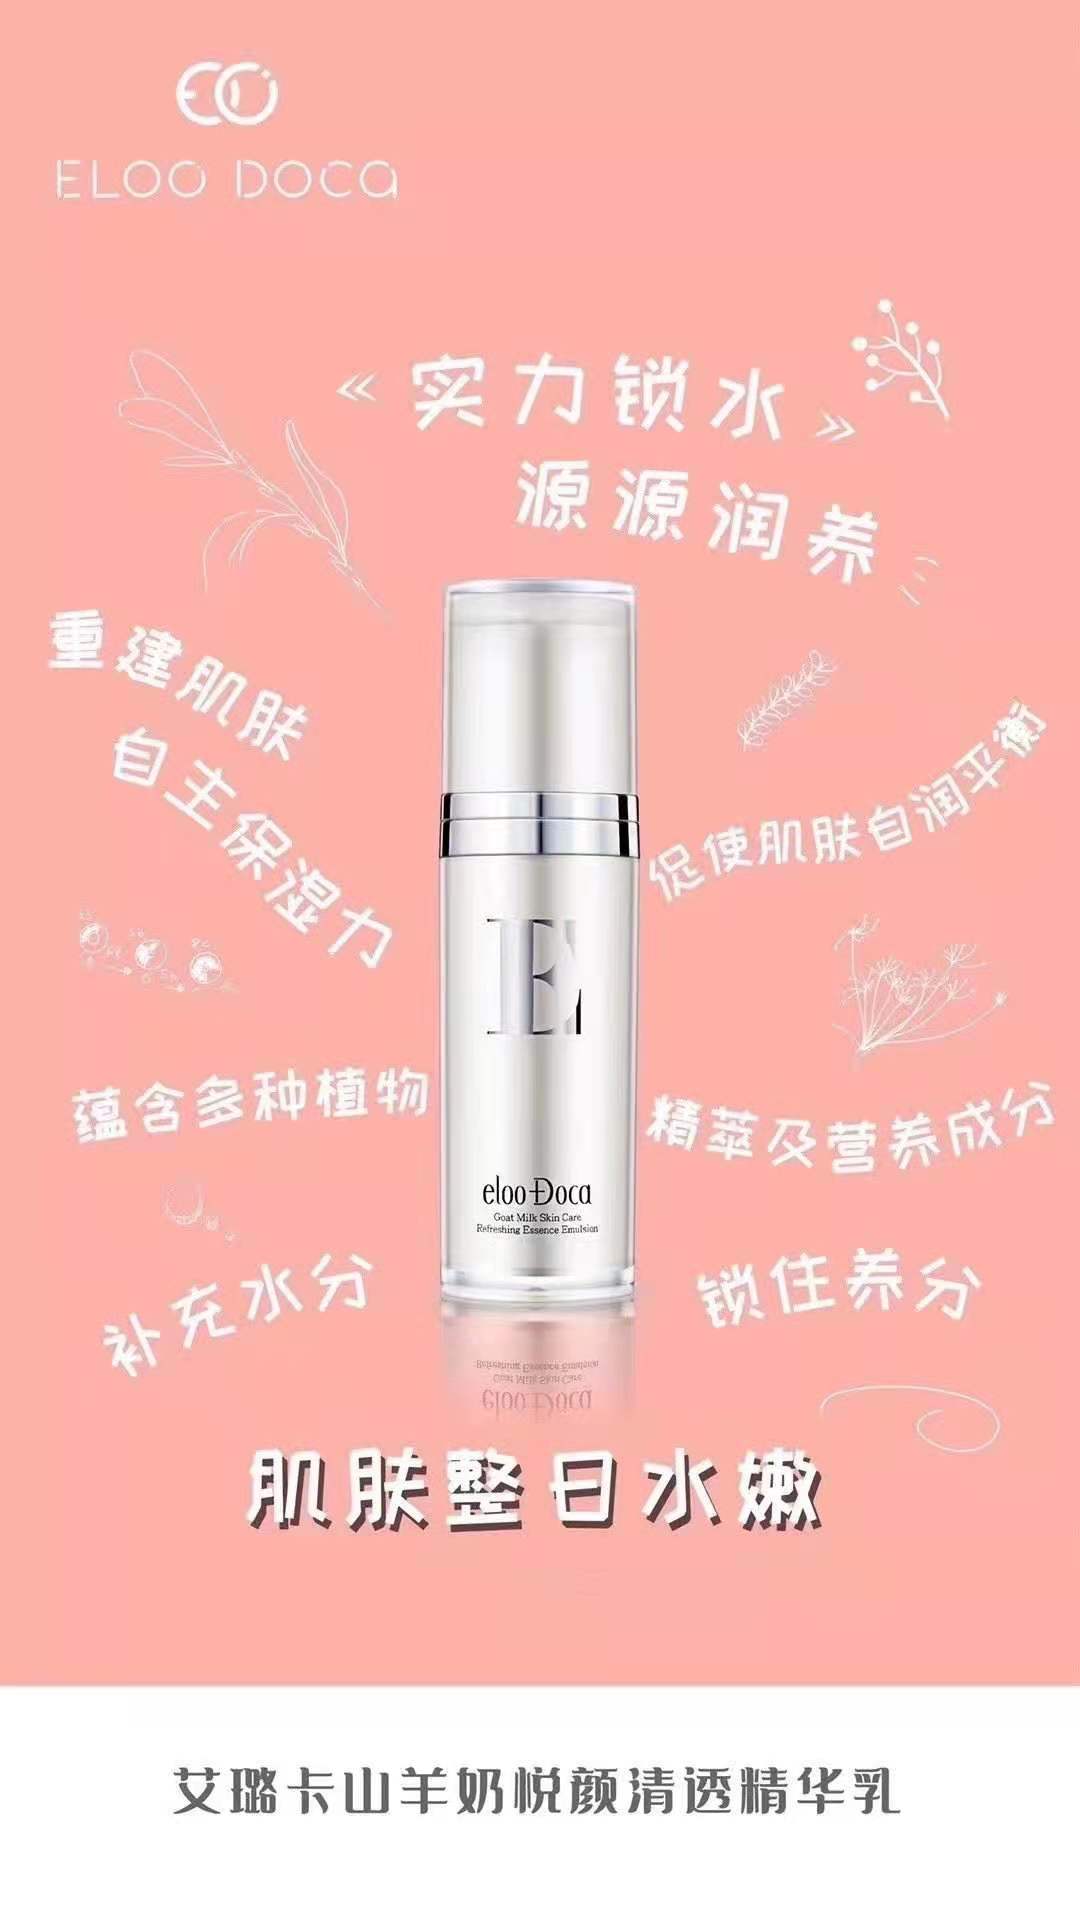 ELOO DOCA
《实力锁水》
源源润养
重建肌肤
自主保湿力
促使肌肤自润平衡
蕴含多种植物
精萃及营养成分
补充水分
锁住养分
E
eloo Doca
Goat Milk Skin Care
Refreshing Essence Emulsion
肌肤整日水嫩
艾璐卡山羊奶悦颜清透精华乳